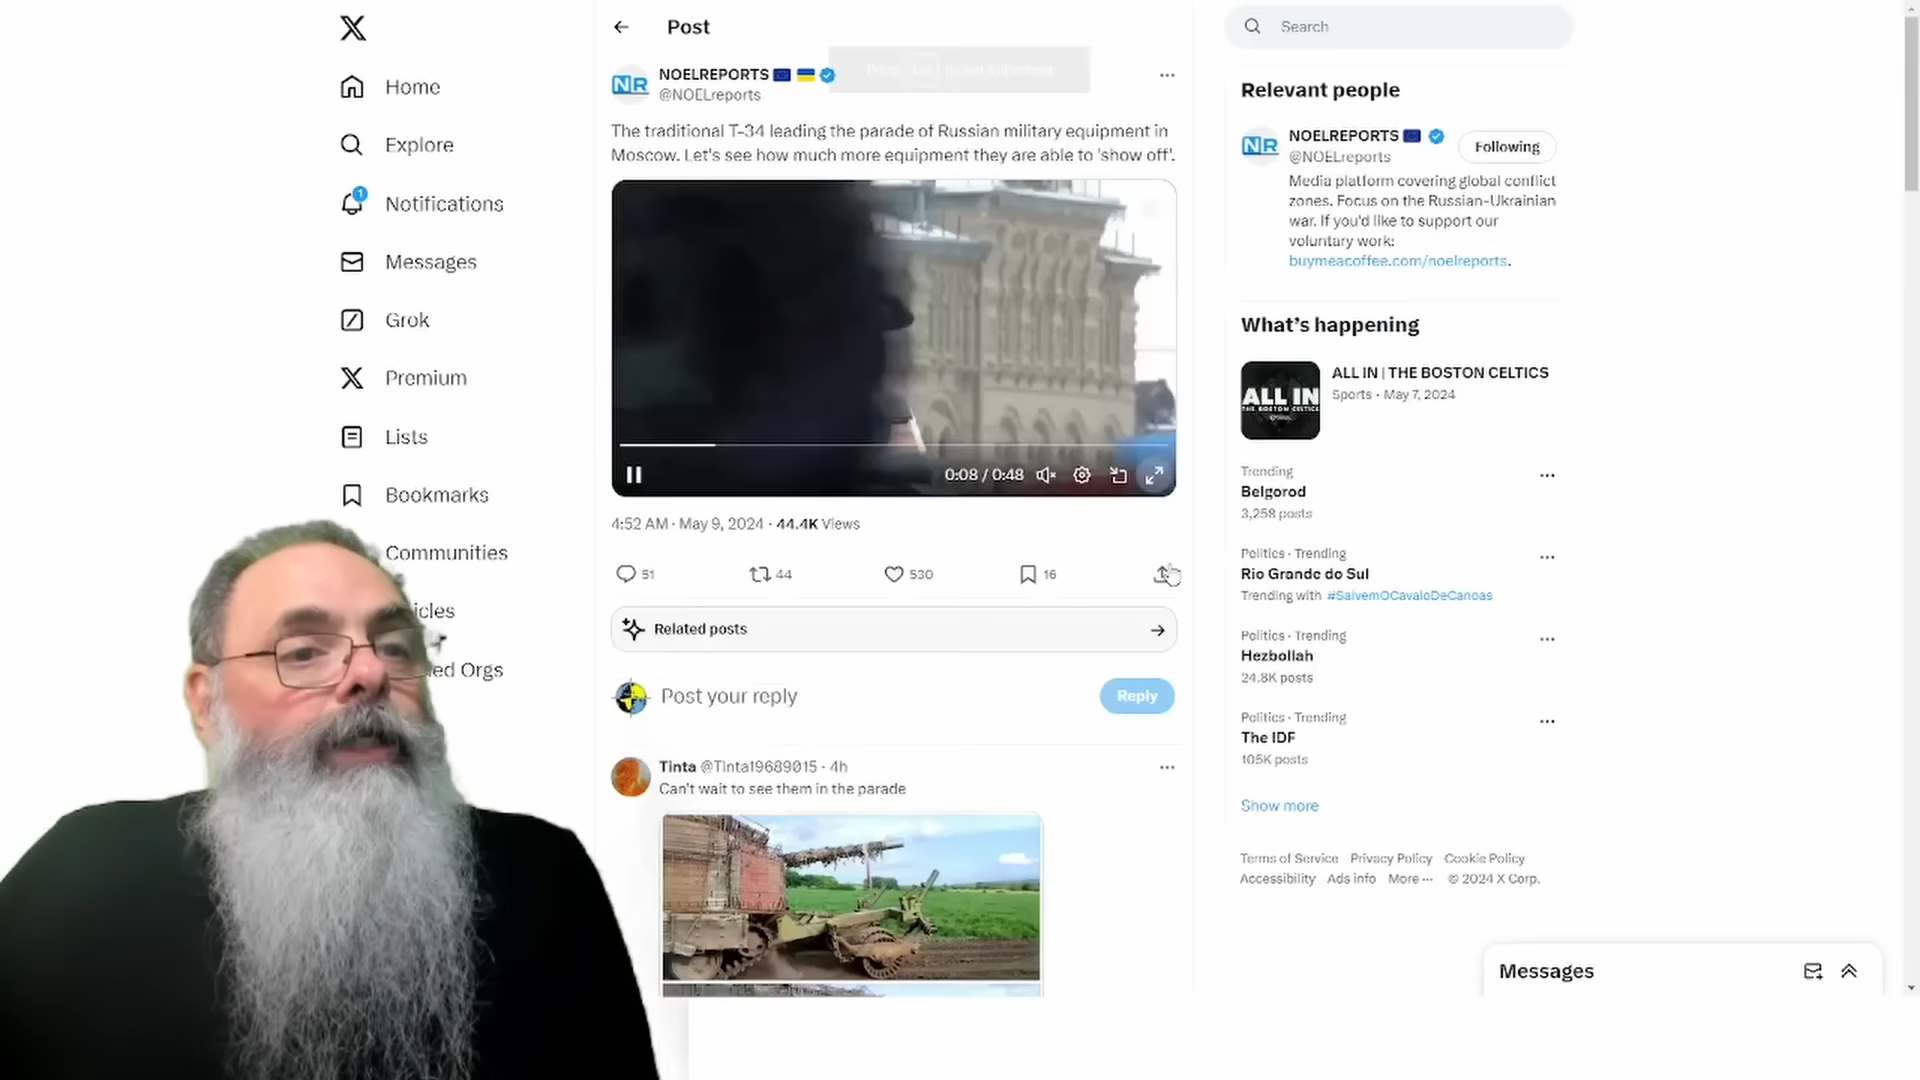 Home
Explore
1
Notifications
Messages
Grok
Premium
Lists
Bookmarks
Communities
icles
ed Orgs
Post
NR
NOELREPORTS
@NOELreports
The traditional T-34 leading the parade of Russian military equipment in
Moscow. Let's see how much more equipment they are able to 'show off'.
0:08 / 0:48
4:52 AM · May 9, 2024 · 44.4K Views
51
44
530
16
Related posts
Post your reply
Reply
Tinta @Tinta19689015 · 4h
Can't wait to see them in the parade
Search
Relevant people
NR
NOELREPORTS
@NOELreports
Following
Media platform covering global conflict
zones. Focus on the Russian-Ukrainian
war. If you'd like to support our
voluntary work:
buymeacoffee.com/noelreports.
What's happening
ALL IN
THE BOSTON CELTICS
ALL IN | THE BOSTON CELTICS
Sports · May 7, 2024
Trending
Belgorod
3,258 posts
Politics · Trending
Rio Grande do Sul
Trending with #SalvemOCavaloDeCanoas
Politics · Trending
Hezbollah
24.8K posts
Politics · Trending
The IDF
105K posts
Show more
Terms of Service Privacy Policy Cookie Policy
Accessibility Ads info More ··· © 2024 X Corp.
Messages